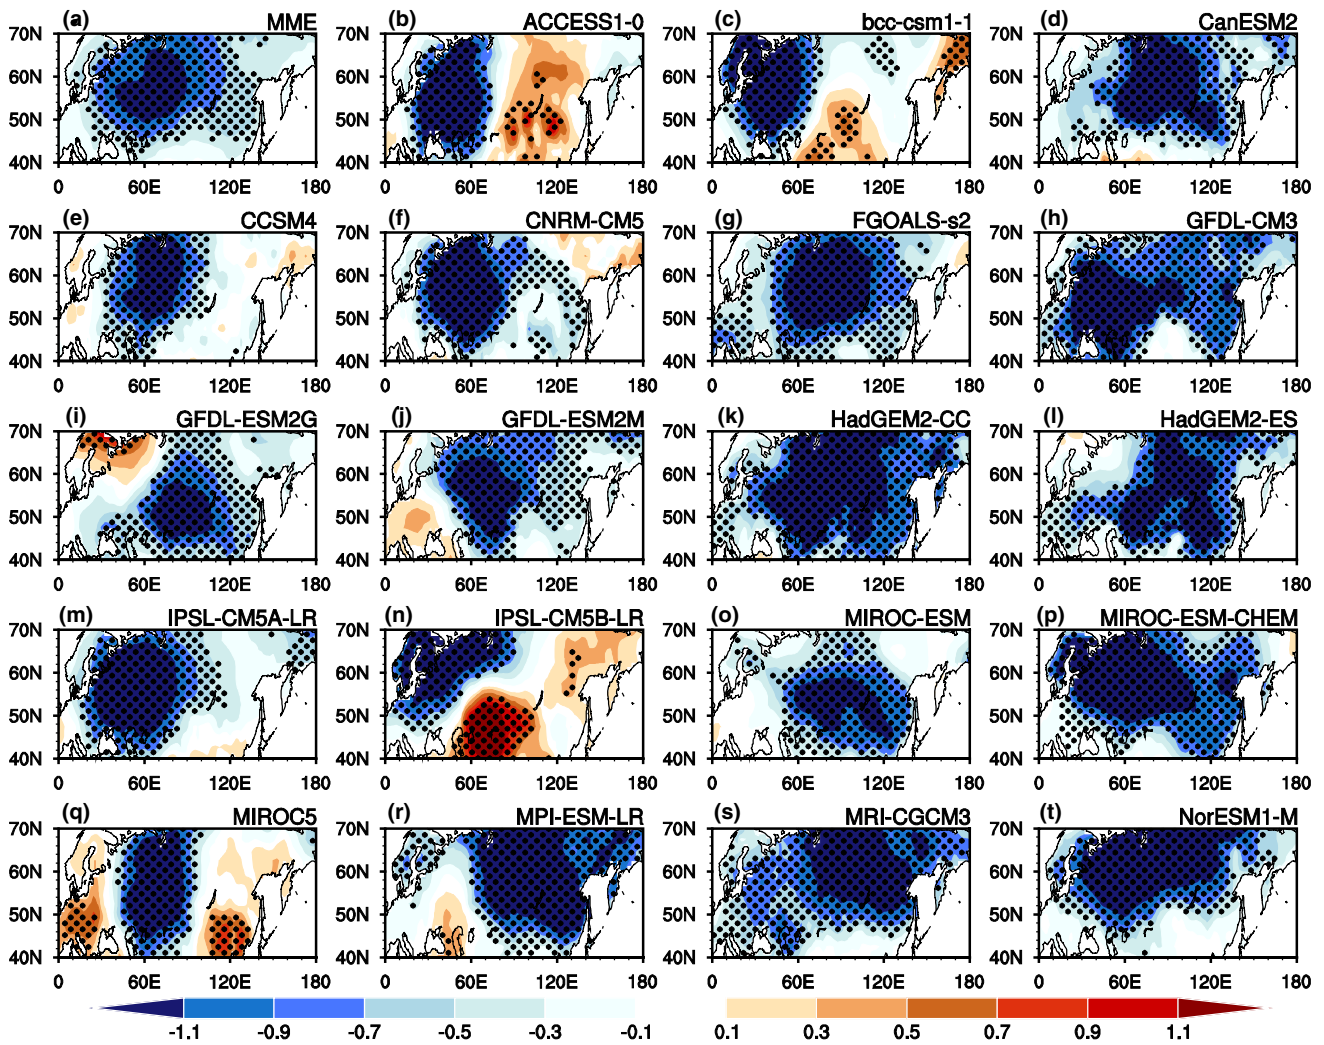 (a) MME (b) ACCESS1-0 (c) bcc-csm1-1 (d) CanESM2
70N 70N 70N 70N
60N 60N 60N 60N
50N 50N 50N 50N
40N 40N 40N 40N
0 60E 120E 180 0 60E 120E 180 0 60E 120E 180 0 60E 120E 180
(e) CCSM4 (f) CNRM-CM5 (g) FGOALS-s2 (h) GFDL-CM3
70N 70N 70N 70N
60N 60N 60N 60N
50N 50N 50N 50N
40N 40N 40N 40N
0 60E 120E 180 0 60E 120E 180 0 60E 120E 180 0 60E 120E 180
(i) GFDL-ESM2G (j) GFDL-ESM2M (k) HadGEM2-CC (l) HadGEM2-ES
70N 70N 70N 70N
60N 60N 60N 60N
50N 50N 50N 50N
40N 40N 40N 40N
0 60E 120E 180 0 60E 120E 180 0 60E 120E 180 0 60E 120E 180
(m) IPSL-CM5A-LR (n) IPSL-CM5B-LR (o) MIROC-ESM (p) MIROC-ESM-CHEM
70N 70N 70N 70N
60N 60N 60N 60N
50N 50N 50N 50N
40N 40N 40N 40N
0 60E 120E 180 0 60E 120E 180 0 60E 120E 180 0 60E 120E 180
(q) MIROC5 (r) MPI-ESM-LR (s) MRI-CGCM3 (t) NorESM1-M
70N 70N 70N 70N
60N 60N 60N 60N
50N 50N 50N 50N
40N 40N 40N 40N
0 60E 120E 180 0 60E 120E 180 0 60E 120E 180 0 60E 120E 180
-1.1 -0.9 -0.7 -0.5 -0.3 -0.1 0.1 0.3 0.5 0.7 0.9 1.1